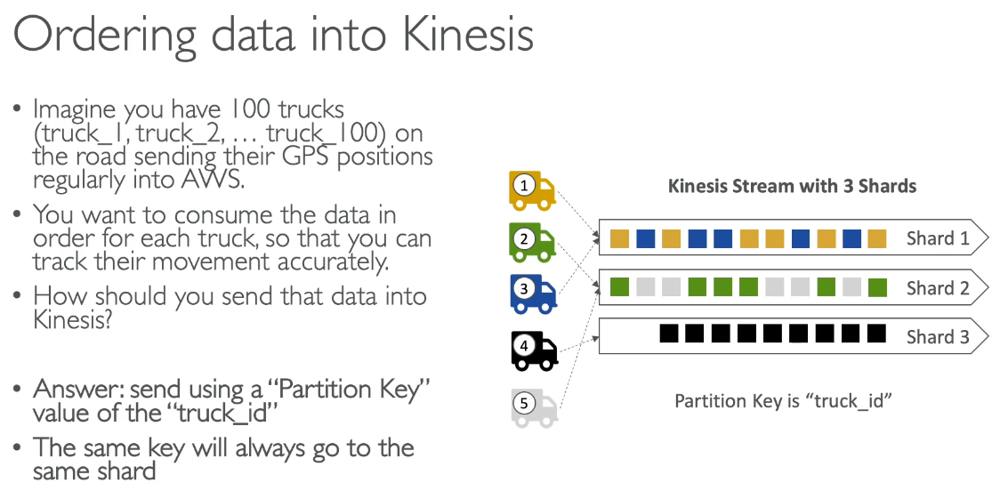 Ordering data into Kinesis
• Imagine you have 100 trucks
(truck_1, truck_2, … truck_100) on
the road sending their GPS positions
regularly into AWS.
• You want to consume the data in
order for each truck, so that you can
track their movement accurately.
• How should you send that data into
Kinesis?
• Answer: send using a “Partition Key”
value of the “truck_id”
• The same key will always go to the
same shard
1
2
3
4
5
Kinesis Stream with 3 Shards
Shard 1
Shard 2
Shard 3
Partition Key is “truck_id”